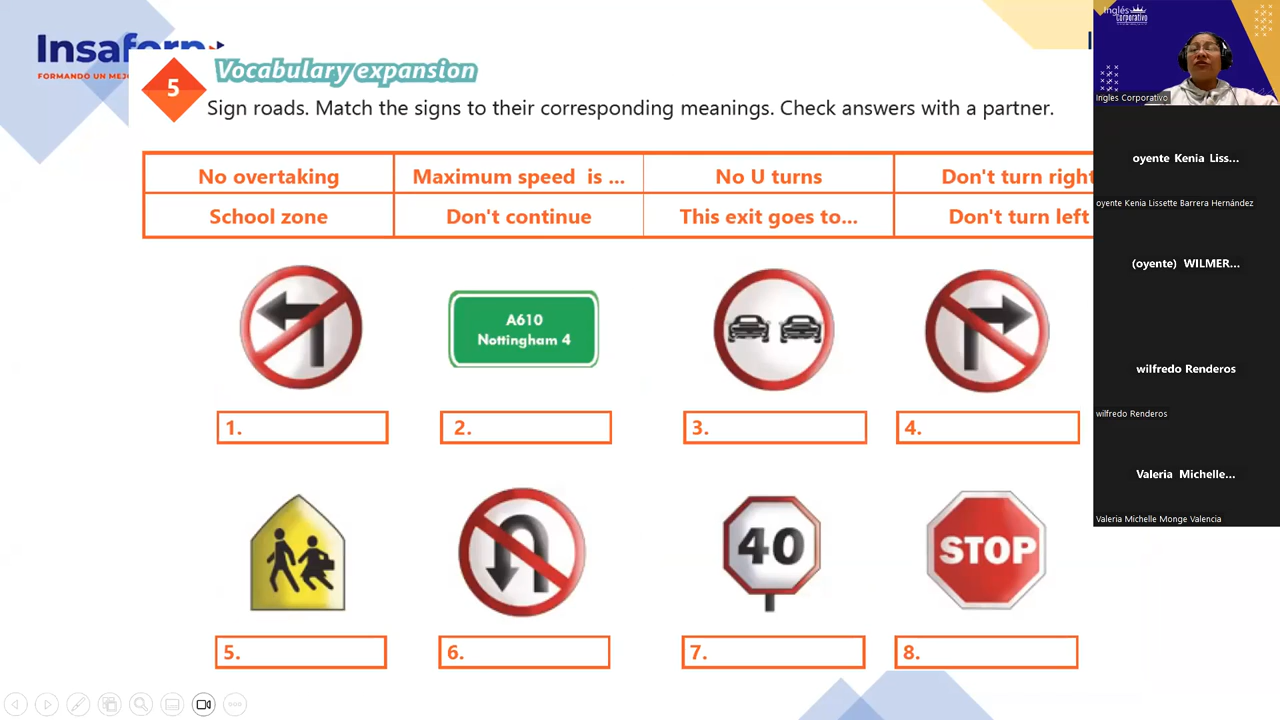 Insaforp
FORMANDO UN MEJ
5
Vocabulary expansion
Sign roads. Match the signs to their corresponding meanings. Check answers with a partner.
No overtaking
Maximum speed is ...
No U turns
Don't turn right
School zone
Don't continue
This exit goes to...
Don't turn left
A610
Nottingham 4
1.
2.
3.
4.
40
STOP
5.
6.
7.
8.
Inglés
Corporativo
Ingles Corporativo
oyente Kenia Liss...
oyente Kenia Lissette Barrera Hernández
(oyente) WILMER...
wilfredo Renderos
wilfredo Renderos
Valeria Michelle...
Valeria Michelle Monge Valencia